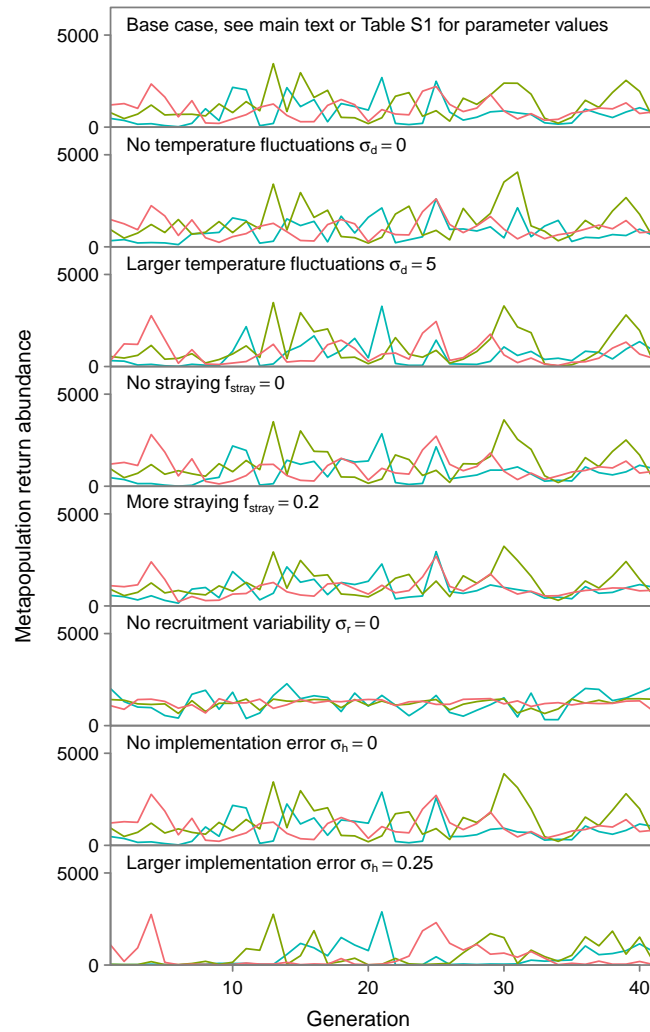 Base case, see main text or Table S1 for parameter values
5000
0
No temperature fluctuations σd = 0
5000
0
Larger temperature fluctuations σd = 5
5000
0
No straying fstray = 0
5000
0
More straying fstray = 0.2
5000
0
No recruitment variability σr = 0
5000
0
No implementation error σh = 0
5000
0
Larger implementation error σh = 0.25
5000
0
10 20 30 40
Generation
Metapopulation return abundance